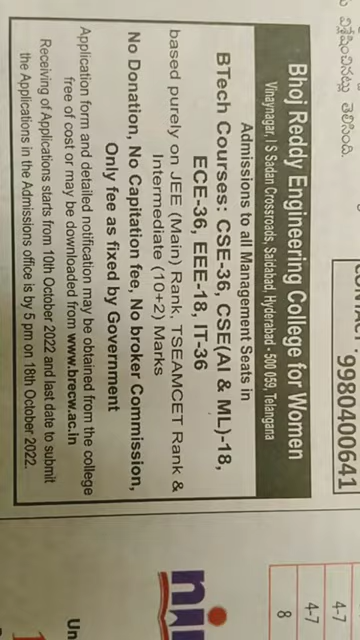 Bhoj Reddy Engineering College for Women
Vinaynagar, I S Sadan Crossroads, Saidabad, Hyderabad - 500 059, Telangana
Admissions to all Management Seats in
BTech Courses: CSE-36, CSE(AI & ML)-18,
ECE-36, EEE-18, IT-36
based purely on JEE (Main) Rank, TSEAMCET Rank &
Intermediate (10+2) Marks
No Donation, No Capitation fee, No broker Commission,
Only fee as fixed by Government
Application form and detailed notification may be obtained from the college
free of cost or may be downloaded from www.brecw.ac.in
Receiving of Applications starts from 10th October 2022 and last date to submit
the Applications in the Admissions office is by 5 pm on 18th October 2022.
9980400641
4-7
4-7
8
Un